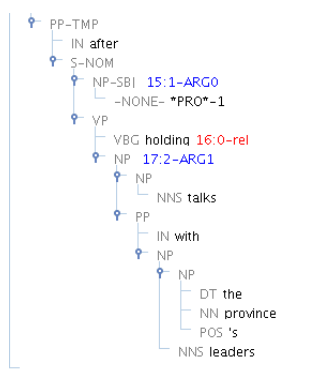 PP-TMP
IN after
S-NOM
NP-SBJ 15:1-ARG0
-NONE- *PRO*-1
VP
VBG holding 16:0-rel
NP 17:2-ARG1
NP
NNS talks
PP
IN with
NP
NP
DT the
NN province
POS 's
NNS leaders